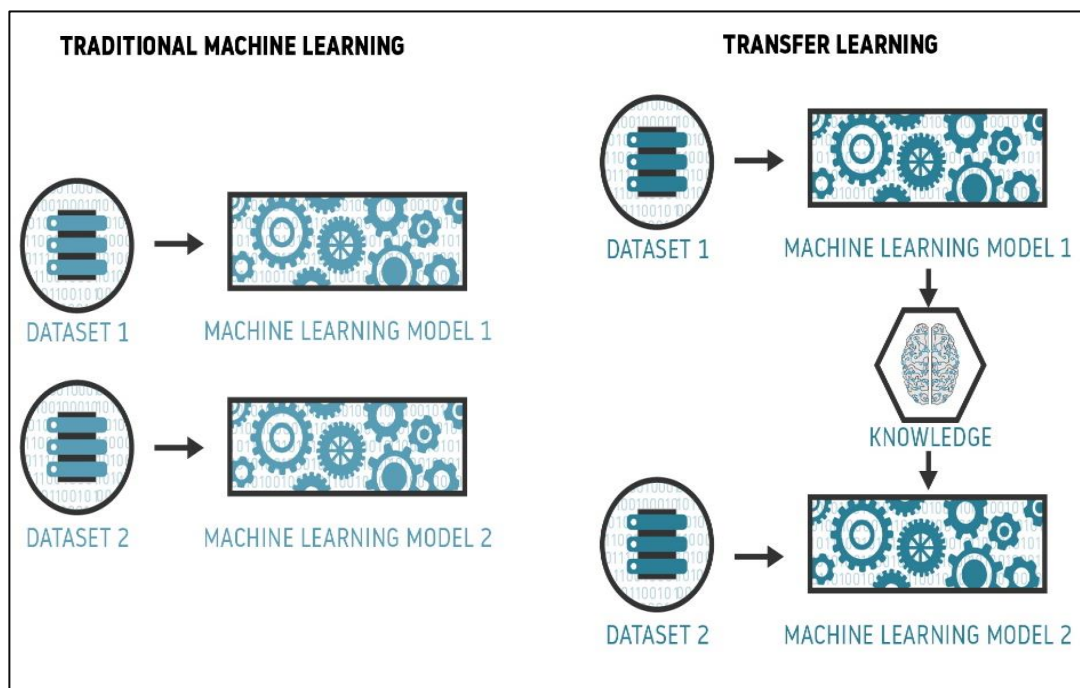 TRADITIONAL MACHINE LEARNING
DATASET 1
MACHINE LEARNING MODEL 1
DATASET 2
MACHINE LEARNING MODEL 2
TRANSFER LEARNING
DATASET 1
MACHINE LEARNING MODEL 1
KNOWLEDGE
DATASET 2
MACHINE LEARNING MODEL 2